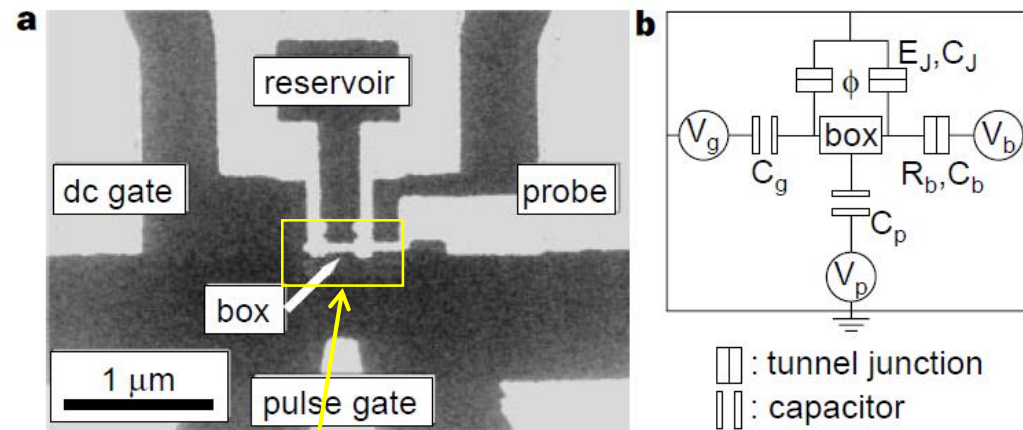 a
reservoir
dc gate
probe
box
1 μm
pulse gate
b
E_J,C_J
ϕ
V_g
box
V_b
C_g
R_b,C_b
C_p
V_p
: tunnel junction
: capacitor